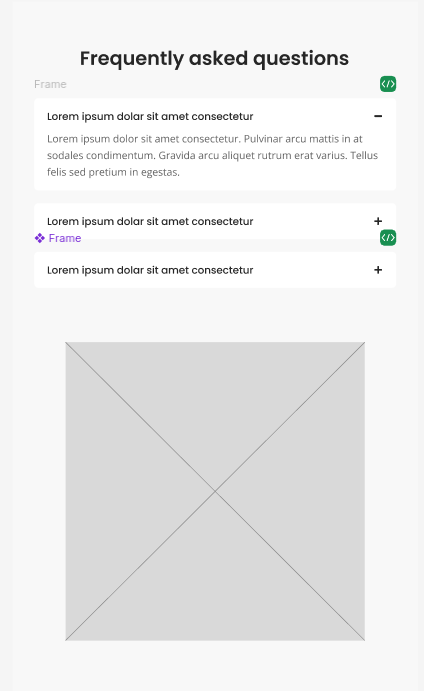 Frequently asked questions
Frame
</>
Lorem ipsum dolor sit amet consectetur
Lorem ipsum dolor sit amet consectetur. Pulvinar arcu mattis in at
sodales condimentum. Gravida arcu aliquet rutrum erat varius. Tellus
felis sed pretium in egestas.
Lorem ipsum dolor sit amet consectetur
Frame
</>
Lorem ipsum dolor sit amet consectetur